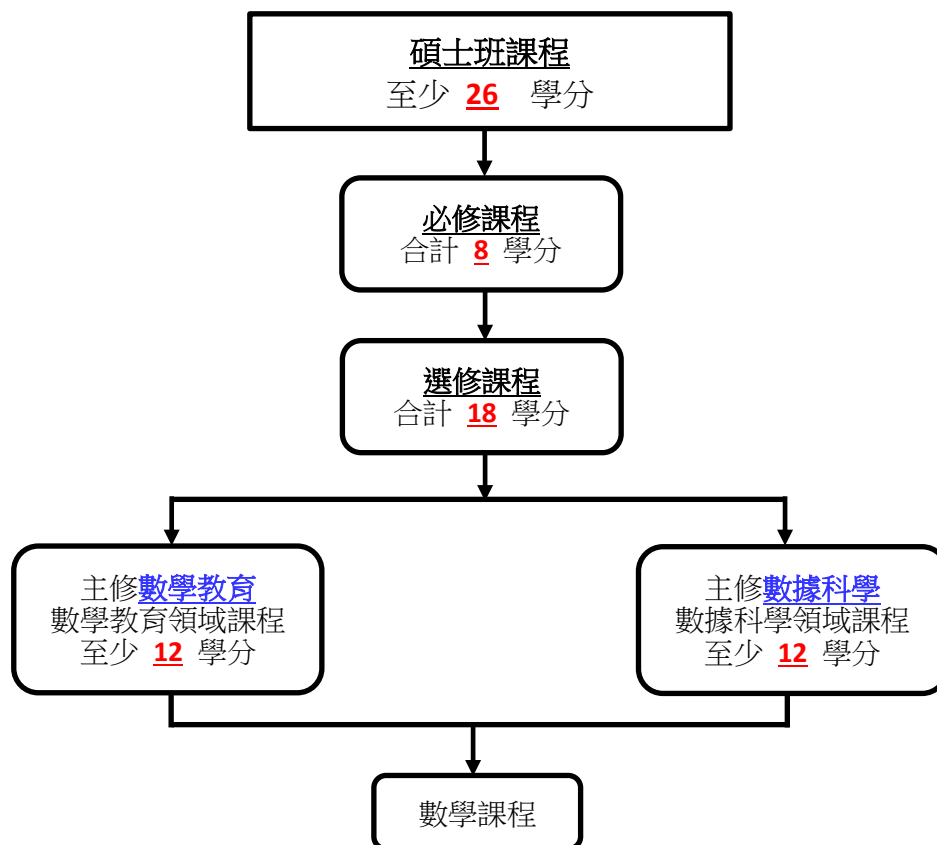 碩士班課程
至少 26 學分
必修課程
合計 8 學分
選修課程
合計 18 學分
主修數學教育
數學教育領域課程
至少 12 學分
主修數據科學
數據科學領域課程
至少 12 學分
數學課程